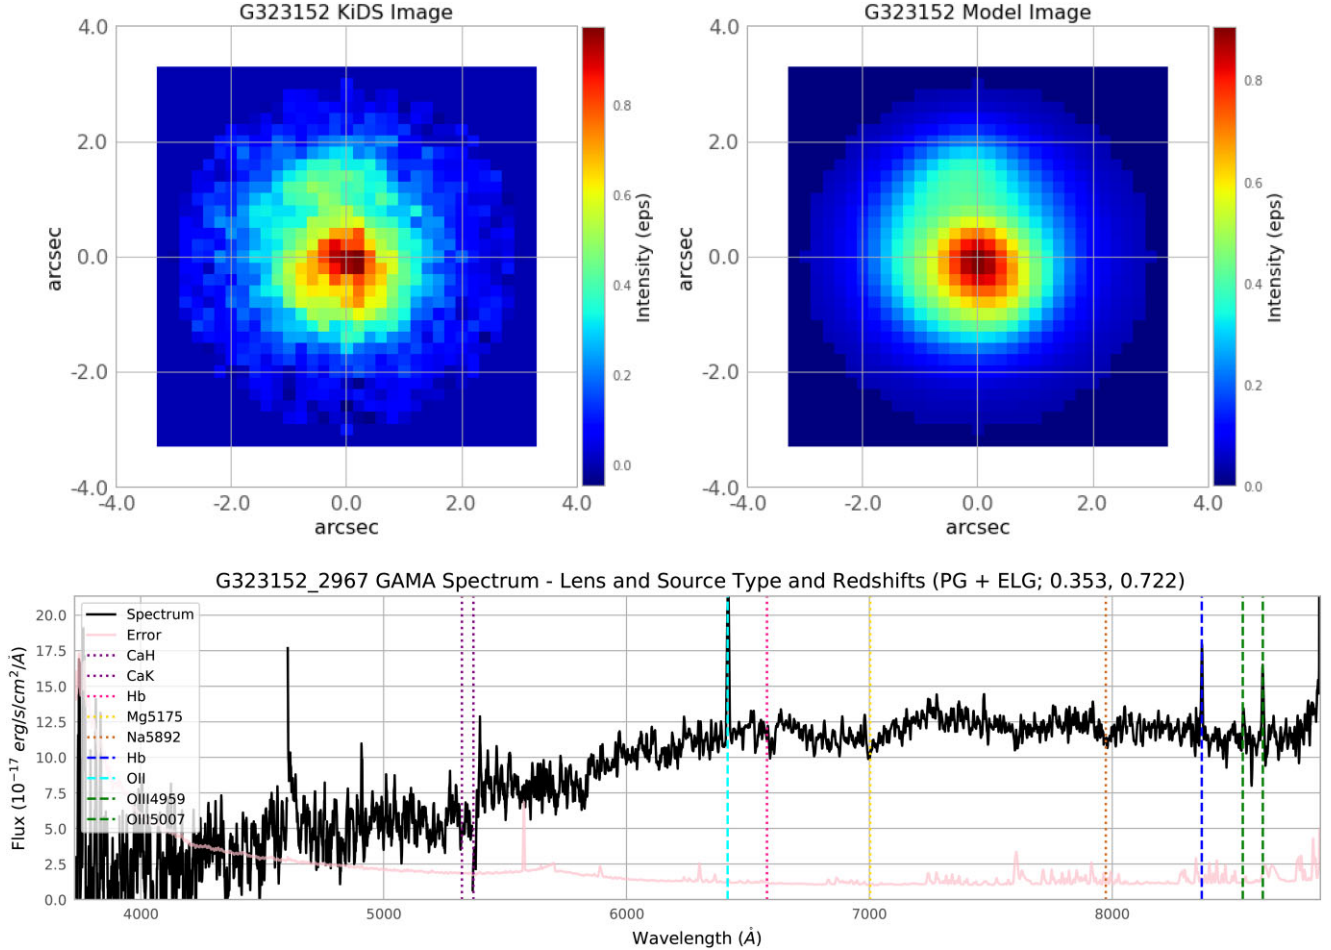 G323152 KiDS Image
4.0
2.0
0.0
-2.0
-4.0
-4.0 -2.0 0.0 2.0 4.0
arcsec
arcsec
0.8
0.6
0.4
0.2
0.0
Intensity (eps)
G323152 Model Image
4.0
2.0
0.0
-2.0
-4.0
-4.0 -2.0 0.0 2.0 4.0
arcsec
arcsec
0.8
0.6
0.4
0.2
0.0
Intensity (eps)
G323152_2967 GAMA Spectrum - Lens and Source Type and Redshifts (PG + ELG; 0.353, 0.722)
20.0
17.5
15.0
12.5
10.0
7.5
5.0
2.5
0.0
Flux (10⁻¹⁷ erg/s/cm²/Å)
Spectrum
Error
CaH
CaK
Hb
Mg5175
Na5892
Hb
OII
OIII4959
OIII5007
4000 5000 6000 7000 8000
Wavelength (Å)